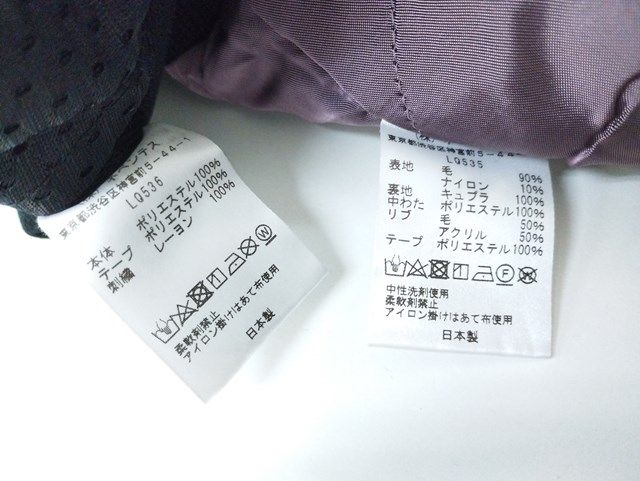 ンテス
東京都渋谷区神宮前5-44-1
LQ536
本体 ポリエステル100%
テープ ポリエステル100%
刺繍 レーヨン 100%
柔軟剤禁止
アイロン掛けはあて布使用
日本製
(株)
東京都渋谷区神宮前5-44-
LQ535
表地 毛 90%
ナイロン 10%
裏地 キュプラ 100%
中わた ポリエステル100%
リブ 毛 50%
アクリル 50%
テープ ポリエステル100%
中性洗剤使用
柔軟剤禁止
アイロン掛けはあて布使用
日本製